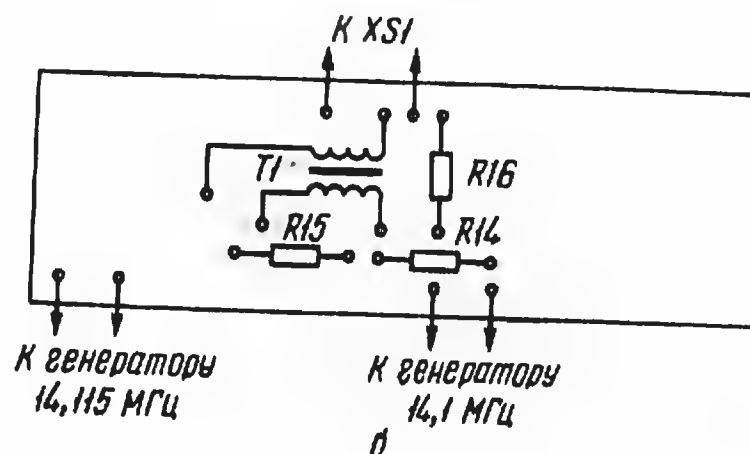 К XS1
T1
R16
R15
R14
К генератору
14,115 МГц
К генератору
14,1 МГц